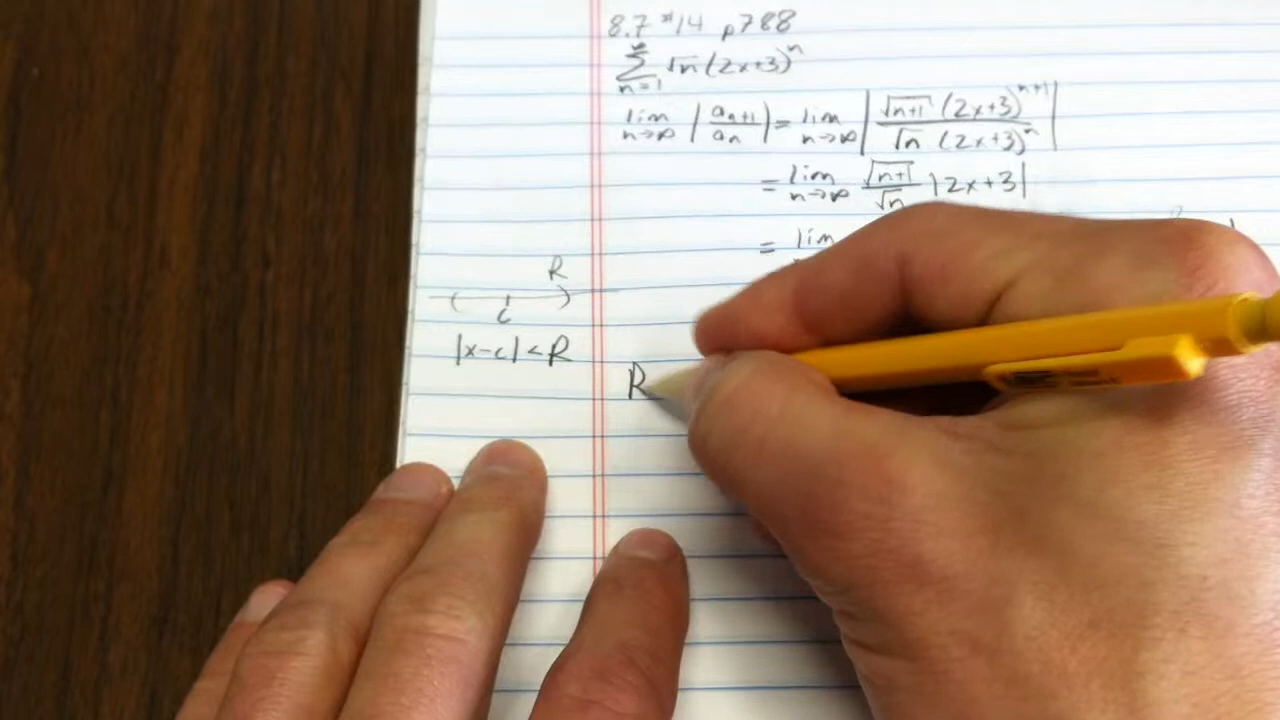 8.7 #14 p788
∞∑n=1 √n (2x+3)^n
lim n→∞ |a_{n+1}/a_n| = lim n→∞ |√(n+1) (2x+3)^{n+1} / √n (2x+3)^n|
= lim n→∞ √(n+1)/√n |2x+3|
= lim
R
( c )
|x-c| < R
R